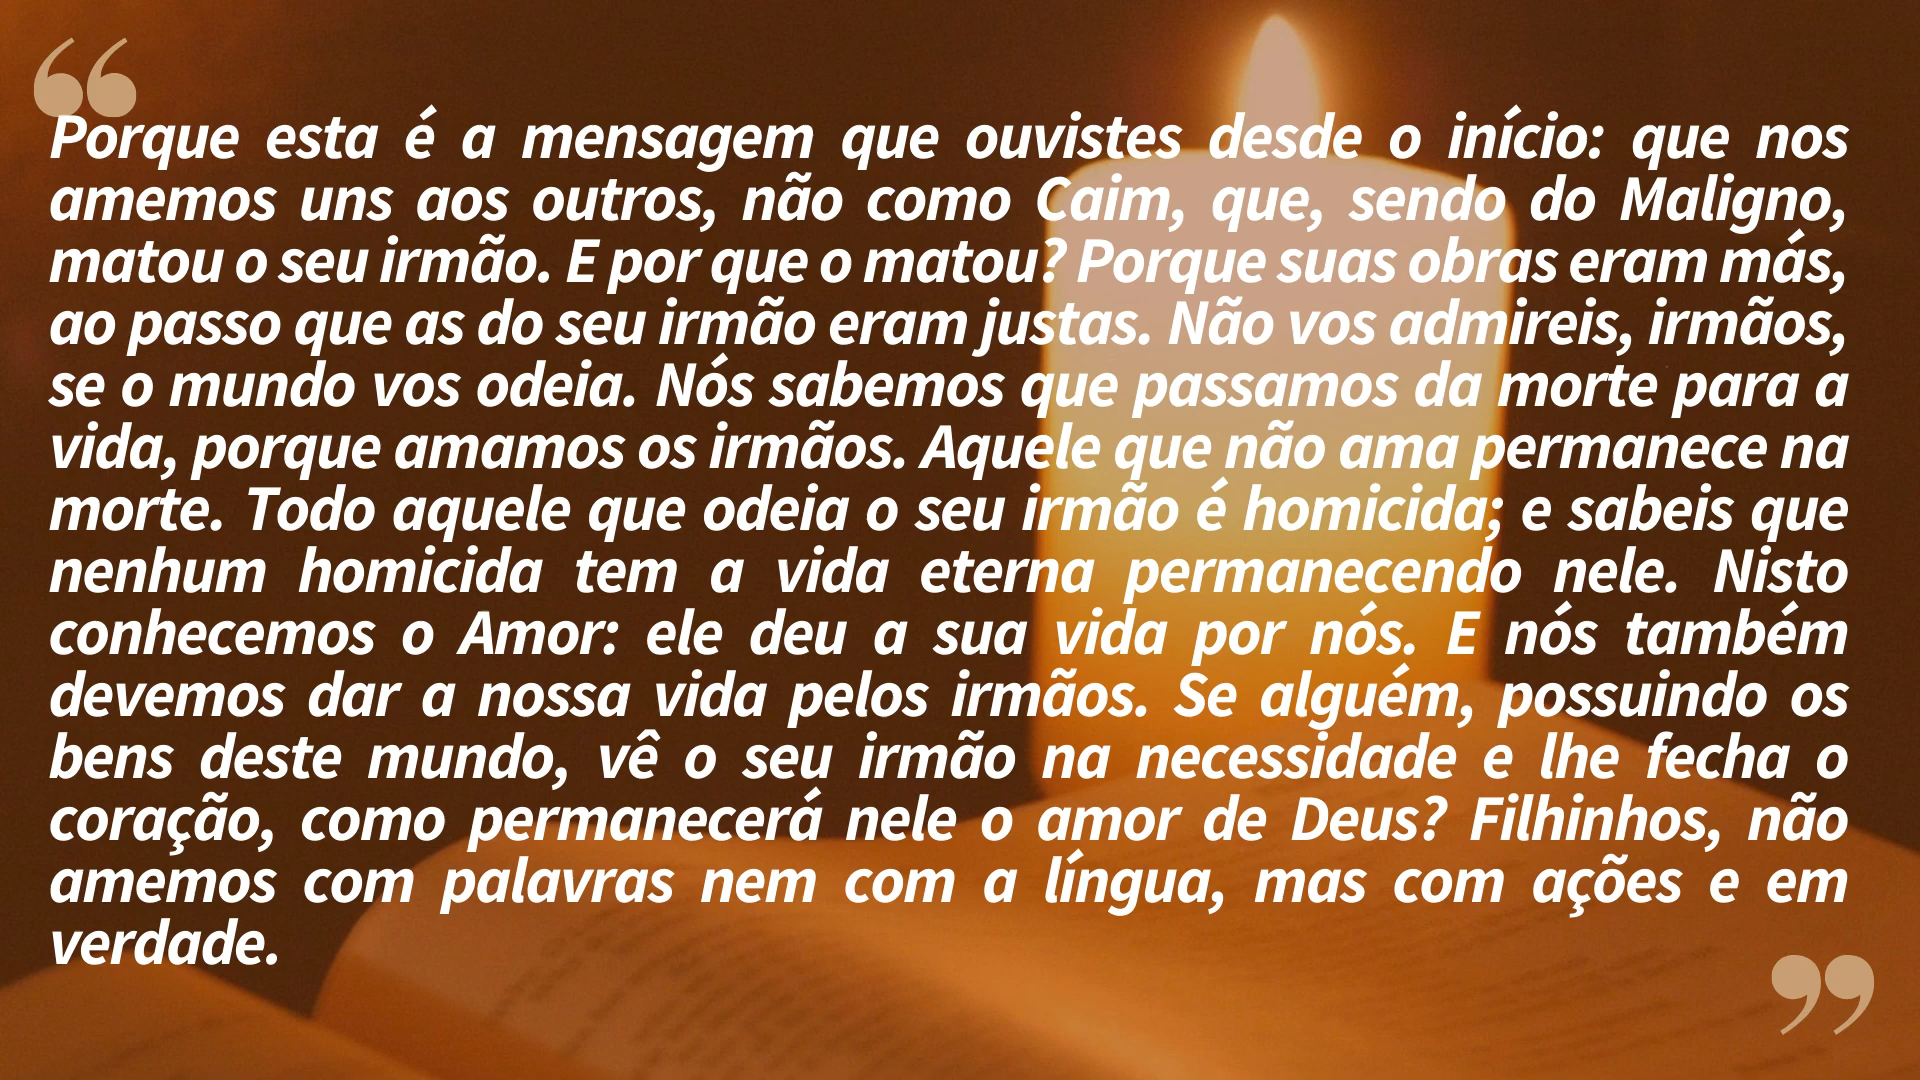 “
Porque esta é a mensagem que ouvistes desde o início: que nos
amemos uns aos outros, não como Caim, que, sendo do Maligno,
matou o seu irmão. E por que o matou? Porque suas obras eram más,
ao passo que as do seu irmão eram justas. Não vos admireis, irmãos,
se o mundo vos odeia. Nós sabemos que passamos da morte para a
vida, porque amamos os irmãos. Aquele que não ama permanece na
morte. Todo aquele que odeia o seu irmão é homicida; e sabeis que
nenhum homicida tem a vida eterna permanecendo nele. Nisto
conhecemos o Amor: ele deu a sua vida por nós. E nós também
devemos dar a nossa vida pelos irmãos. Se alguém, possuindo os
bens deste mundo, vê o seu irmão na necessidade e lhe fecha o
coração, como permanecerá nele o amor de Deus? Filhinhos, não
amemos com palavras nem com a língua, mas com ações e em
verdade.
”